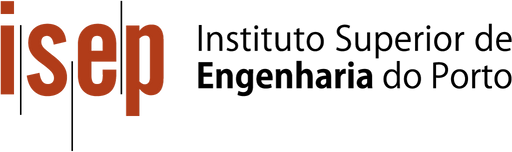 isep
Instituto Superior de
Engenharia do Porto